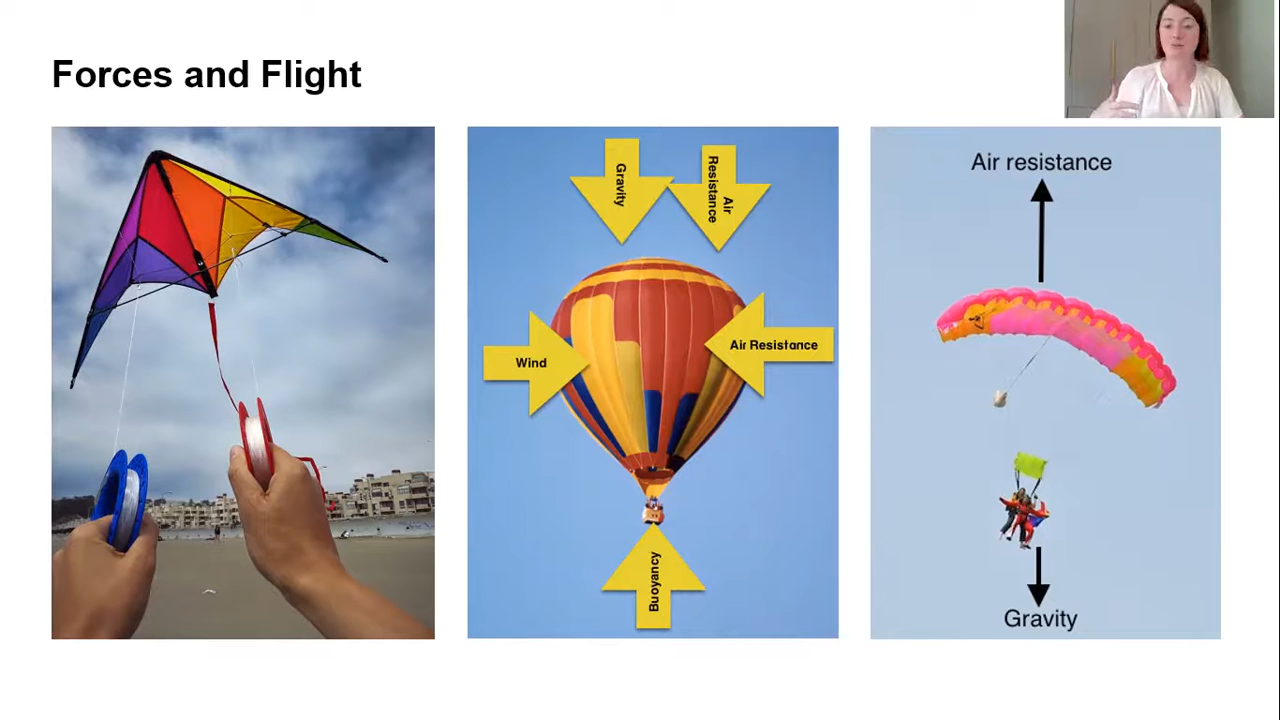 Forces and Flight
Gravity
Air
Resistance
Wind
Air Resistance
Buoyancy
Air resistance
Gravity